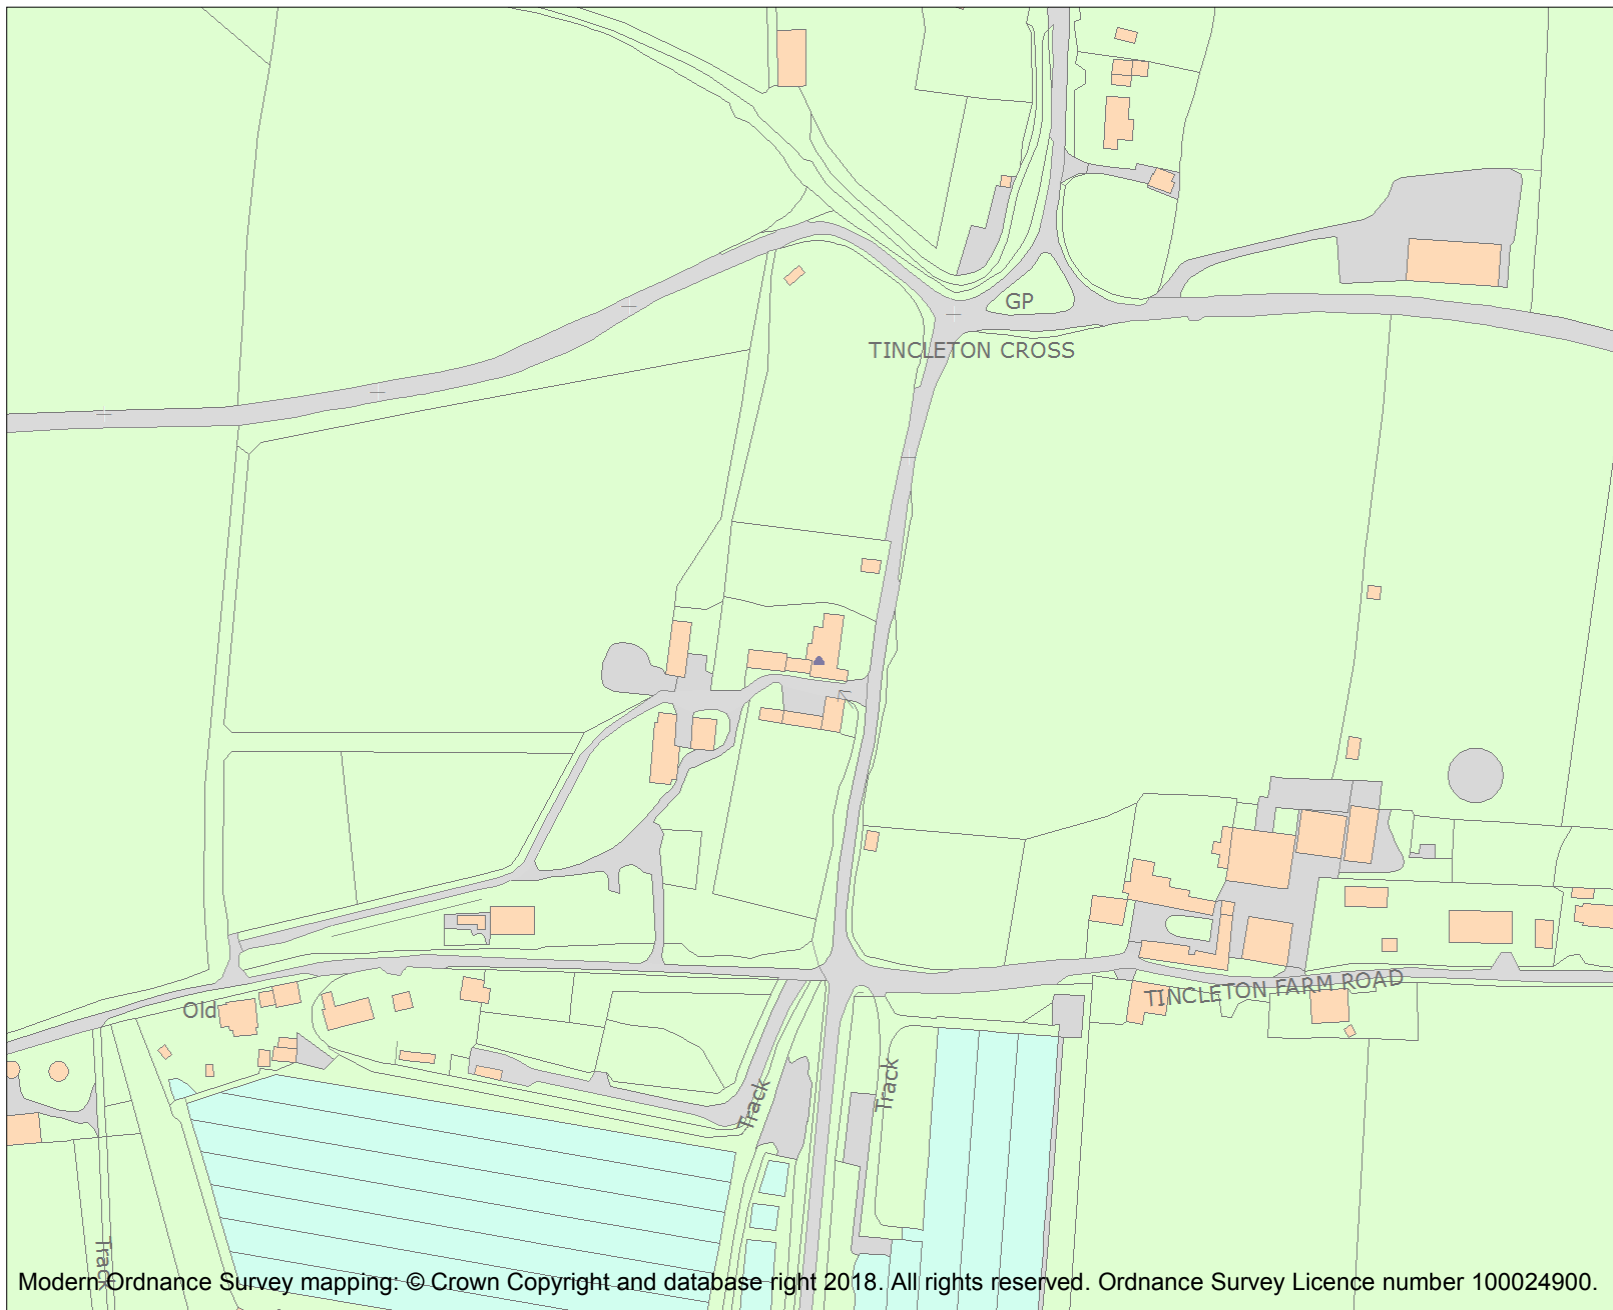 GP
TINCLETON CROSS
TINCLETON FARM ROAD
Old
Track
Track
Track
Modern Ordnance Survey mapping: © Crown Copyright and database right 2018. All rights reserved. Ordnance Survey Licence number 100024900.